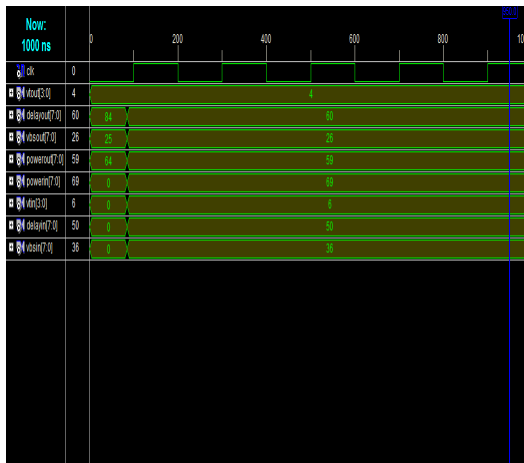 Now:
1000 ns
0 200 400 600 800
clk 0
vtout[3:0] 4 4
delayout[7:0] 60 84 60
vbsout[7:0] 26 25 26
powerout[7:0] 59 64 59
powerin[7:0] 69 0 69
vtin[3:0] 6 0 6
delayin[7:0] 50 0 50
vbsin[7:0] 36 0 36